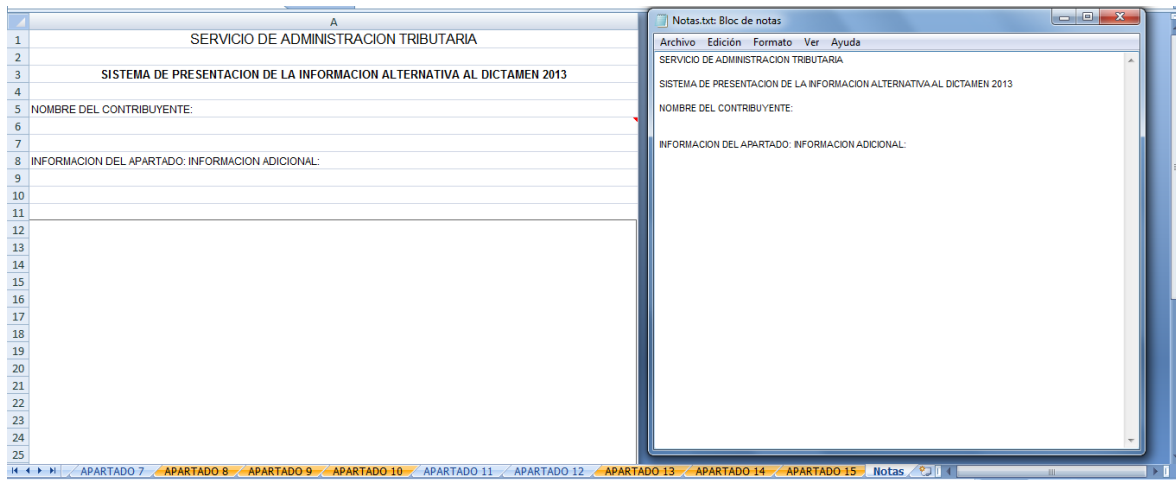 A
1 SERVICIO DE ADMINISTRACION TRIBUTARIA
2
3 SISTEMA DE PRESENTACION DE LA INFORMACION ALTERNATIVA AL DICTAMEN 2013
4
5 NOMBRE DEL CONTRIBUYENTE:
6
7
8 INFORMACION DEL APARTADO: INFORMACION ADICIONAL:
9
10
11
12
13
14
15
16
17
18
19
20
21
22
23
24
25
APARTADO 7 APARTADO 8 APARTADO 9 APARTADO 10 APARTADO 11 APARTADO 12 APARTADO 13 APARTADO 14 APARTADO 15 Notas
Notas.txt: Bloc de notas
Archivo Edición Formato Ver Ayuda
SERVICIO DE ADMINISTRACION TRIBUTARIA
SISTEMA DE PRESENTACION DE LA INFORMACION ALTERNATIVA AL DICTAMEN 2013
NOMBRE DEL CONTRIBUYENTE:
INFORMACION DEL APARTADO: INFORMACION ADICIONAL: